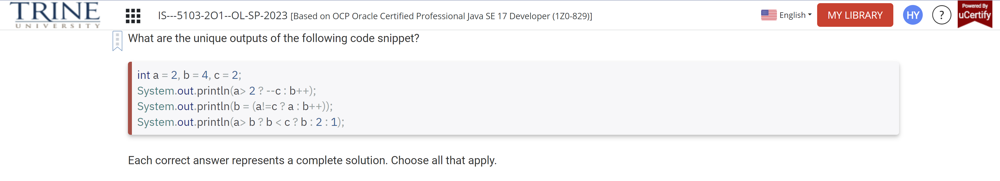 TRINE
UNIVERSITY
IS---5103-2O1--OL-SP-2023 [Based on OCP Oracle Certified Professional Java SE 17 Developer (1Z0-829)]
English
MY LIBRARY
HY
?
Powered By
uCertify
What are the unique outputs of the following code snippet?
int a = 2, b = 4, c = 2;
System.out.println(a> 2 ? --c : b++);
System.out.println(b = (a!=c ? a : b++));
System.out.println(a> b ? b < c ? b : 2 : 1);
Each correct answer represents a complete solution. Choose all that apply.